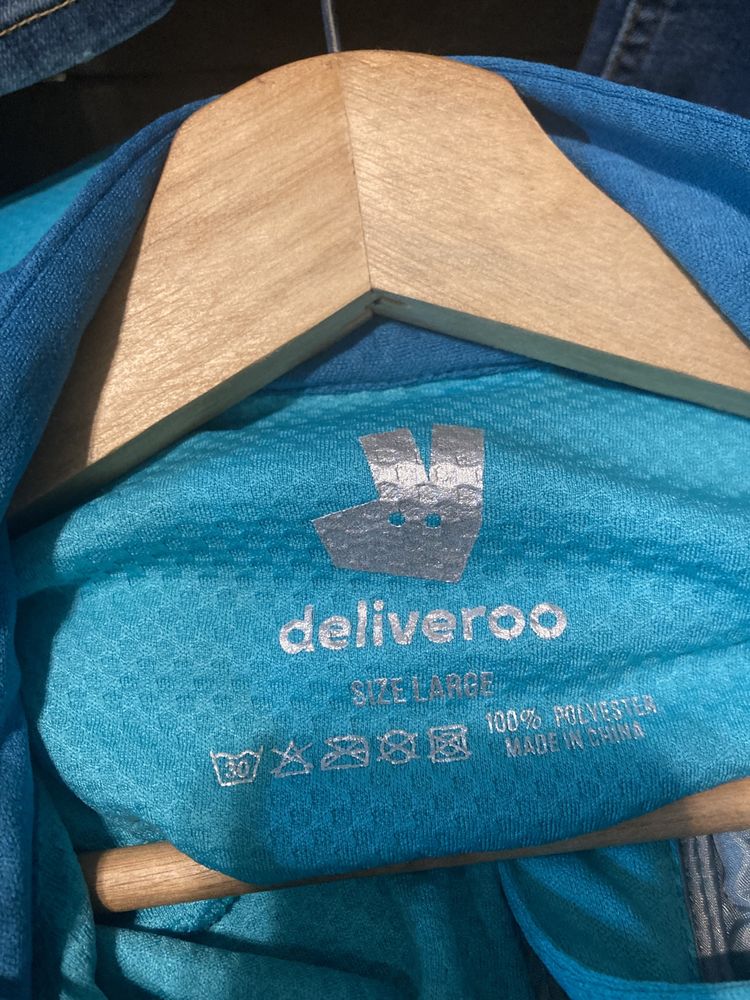 deliveroo
SIZE LARGE
30
100% POLYESTER
MADE IN CHINA